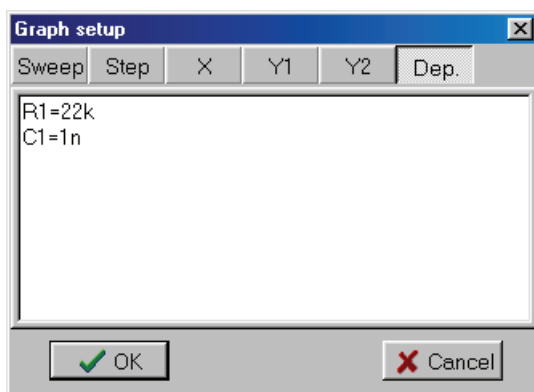 Graph setup
Sweep Step X Y1 Y2 Dep.
R1=22k
C1=1n
OK Cancel